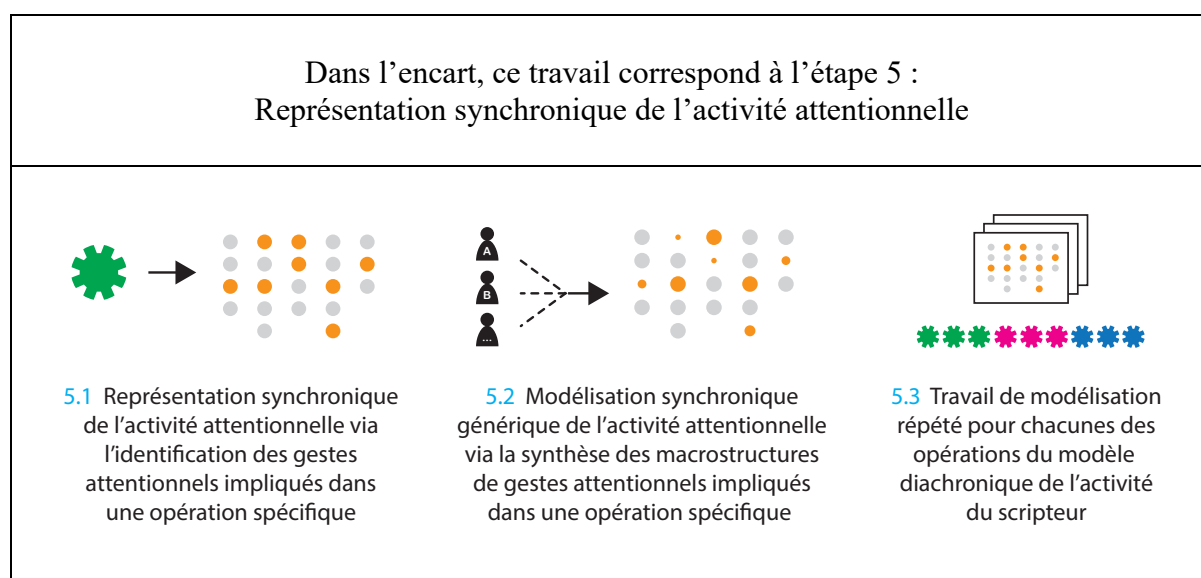 Dans l’encart, ce travail correspond à l’étape 5 :
Représentation synchronique de l’activité attentionnelle
A
B
...
5.1 Représentation synchronique
de l’activité attentionnelle via
l’identification des gestes
attentionnels impliqués dans
une opération spécifique
5.2 Modélisation synchronique
générique de l’activité attentionnelle
via la synthèse des macrostructures
de gestes attentionnels impliqués
dans une opération spécifique
5.3 Travail de modélisation
répété pour chacunes des
opérations du modèle
diachronique de l’activité
du scripteur